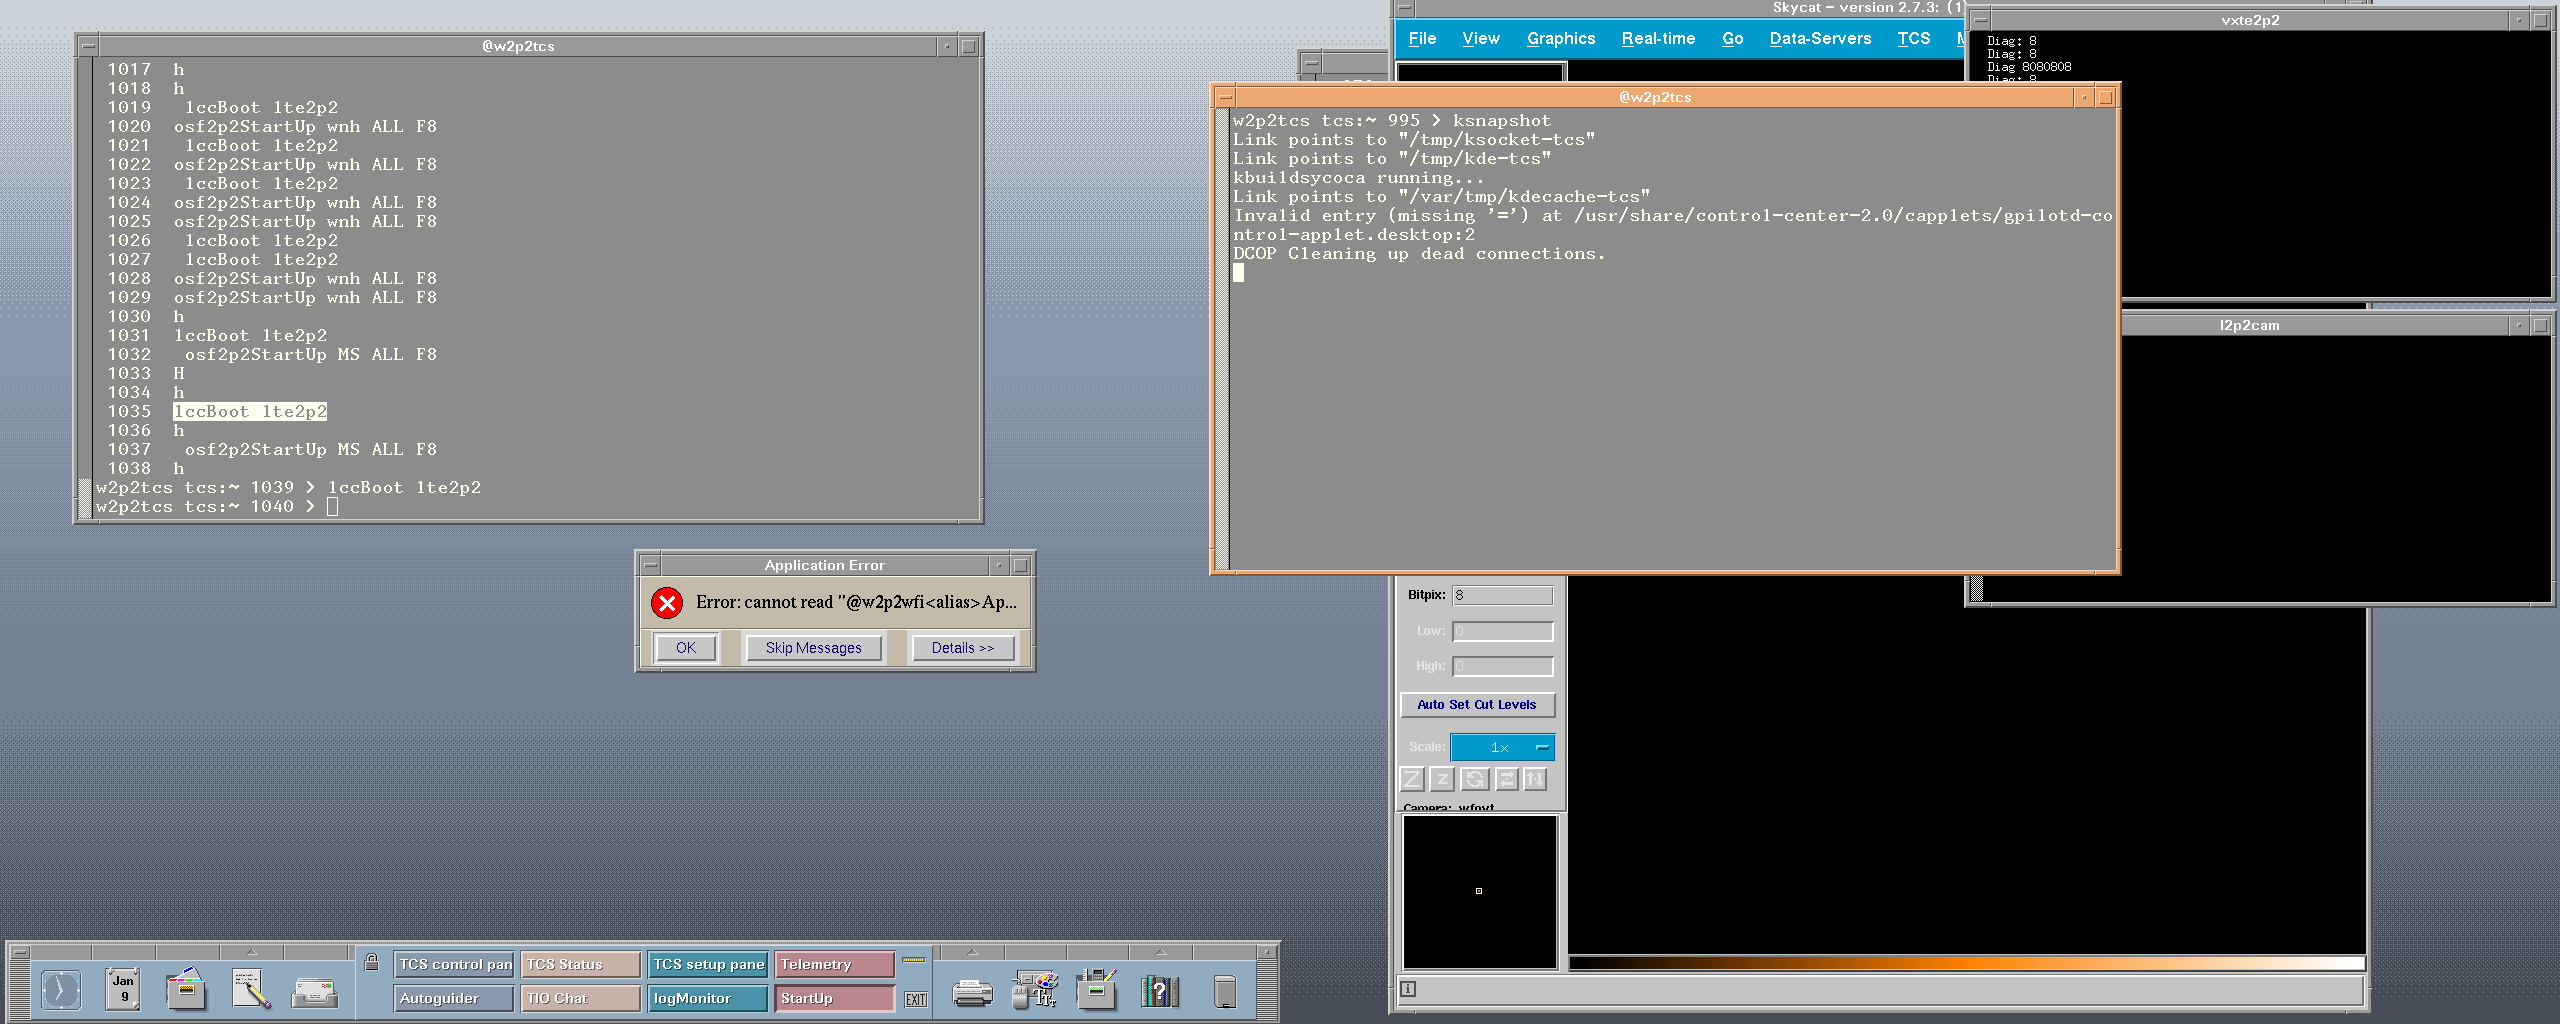 @w2p2tcs
1017 h
1018 h
1019 lccBoot lte2p2
1020 osf2p2StartUp wnh ALL F8
1021 lccBoot lte2p2
1022 osf2p2StartUp wnh ALL F8
1023 lccBoot lte2p2
1024 osf2p2StartUp wnh ALL F8
1025 osf2p2StartUp wnh ALL F8
1026 lccBoot lte2p2
1027 lccBoot lte2p2
1028 osf2p2StartUp wnh ALL F8
1029 osf2p2StartUp wnh ALL F8
1030 h
1031 lccBoot lte2p2
1032 osf2p2StartUp MS ALL F8
1033 H
1034 h
1035 lccBoot lte2p2
1036 h
1037 osf2p2StartUp MS ALL F8
1038 h
w2p2tcs tcs:~ 1039 > lccBoot lte2p2
w2p2tcs tcs:~ 1040 >
Application Error
Error: cannot read "@w2p2wfi<alias>Ap...
OK Skip Messages Details >>
Skycat - version 2.7.3: (1)
File View Graphics Real-time Go Data-Servers TCS
vxte2p2
Diag: 8
Diag: 8
Diag 8080808
Diag: 8
@w2p2tcs
w2p2tcs tcs:~ 995 > ksnapshot
Link points to "/tmp/ksocket-tcs"
Link points to "/tmp/kde-tcs"
kbuildsycoca running...
Link points to "/var/tmp/kdecache-tcs"
Invalid entry (missing '=') at /usr/share/control-center-2.0/capplets/gpilotd-co
ntrol-applet.desktop:2
DCOP Cleaning up dead connections.
l2p2cam
Bitpix: 8
Low: 0
High: 0
Auto Set Cut Levels
Scale: 1x
Z z
Camera: wfovt
Jan
9
TCS control pan TCS Status TCS setup pane Telemetry
Autoguider TIO Chat logMonitor StartUp
EXIT